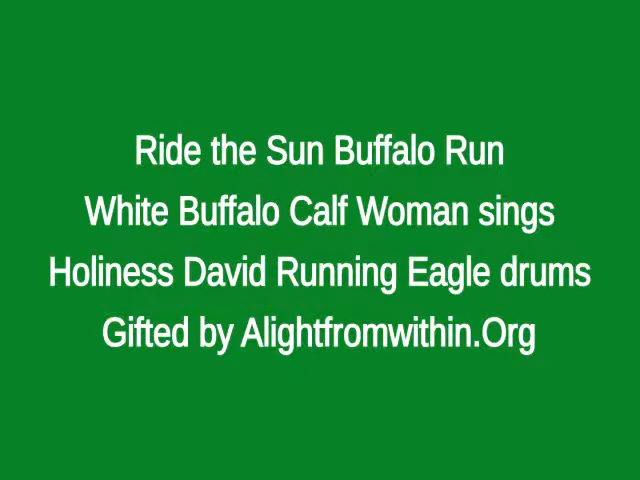 Ride the Sun Buffalo Run
White Buffalo Calf Woman sings
Holiness David Running Eagle drums
Gifted by Alightfromwithin.Org